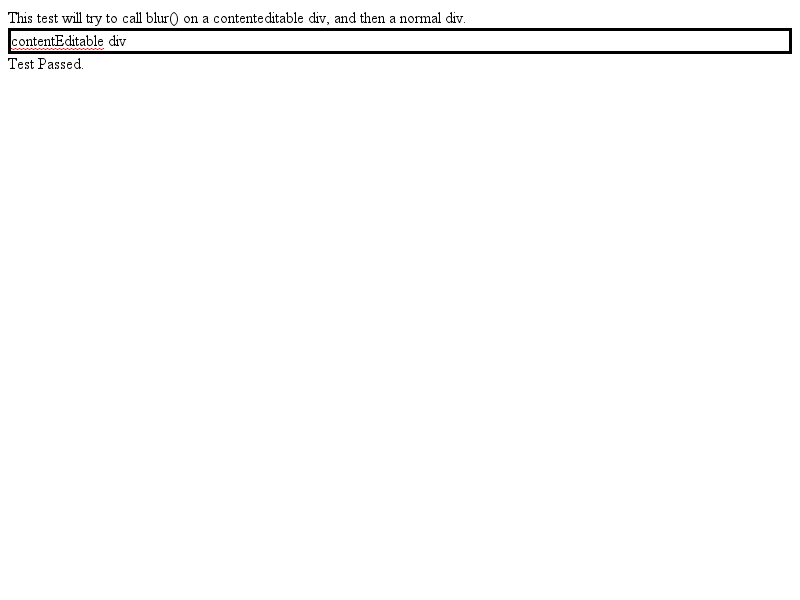 This test will try to call blur() on a contenteditable div, and then a normal div.
contentEditable div
Test Passed.